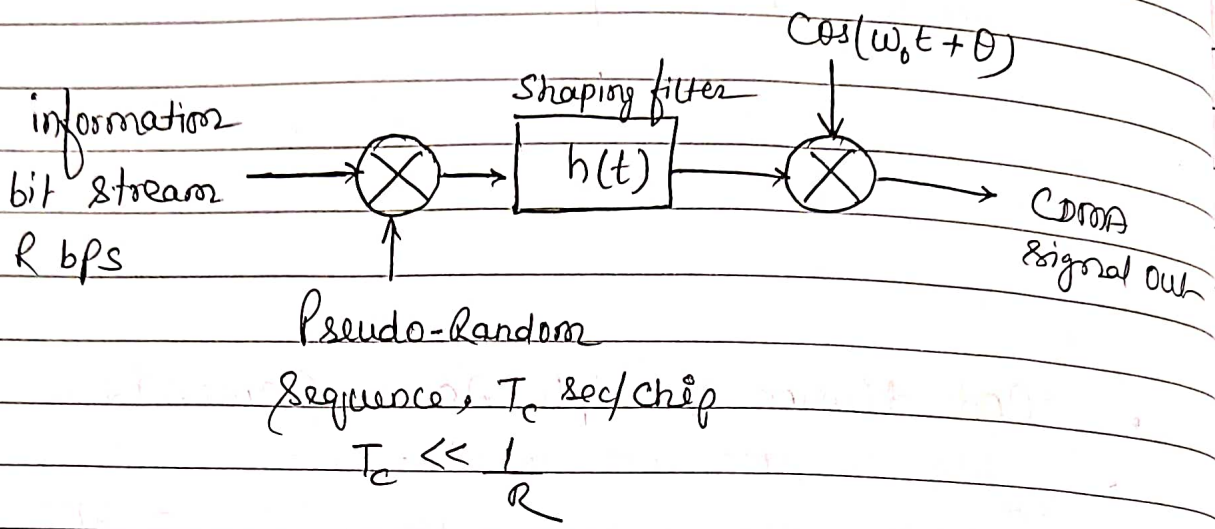 Cos(ω₀t + θ)
Shaping filter
information
bit stream
R bps
h(t)
CDMA
signal out
Pseudo-Random
Sequence, T_c sec/chip
T_c << 1/R